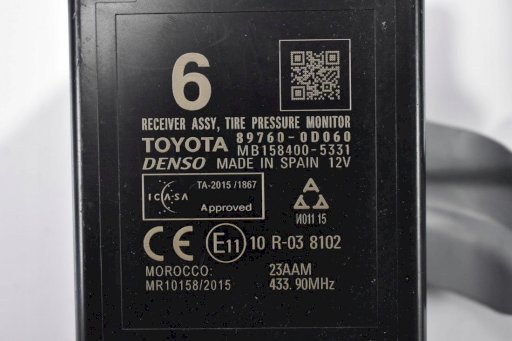 6
RECEIVER ASSY, TIRE PRESSURE MONITOR
TOYOTA 89760-0D060
MB158400-5331
DENSO MADE IN SPAIN 12V
ICASA TA-2015/1867
Approved
И011 15
CE E11 10 R-03 8102
MOROCCO: 23AAM
MR10158/2015 433.90MHz